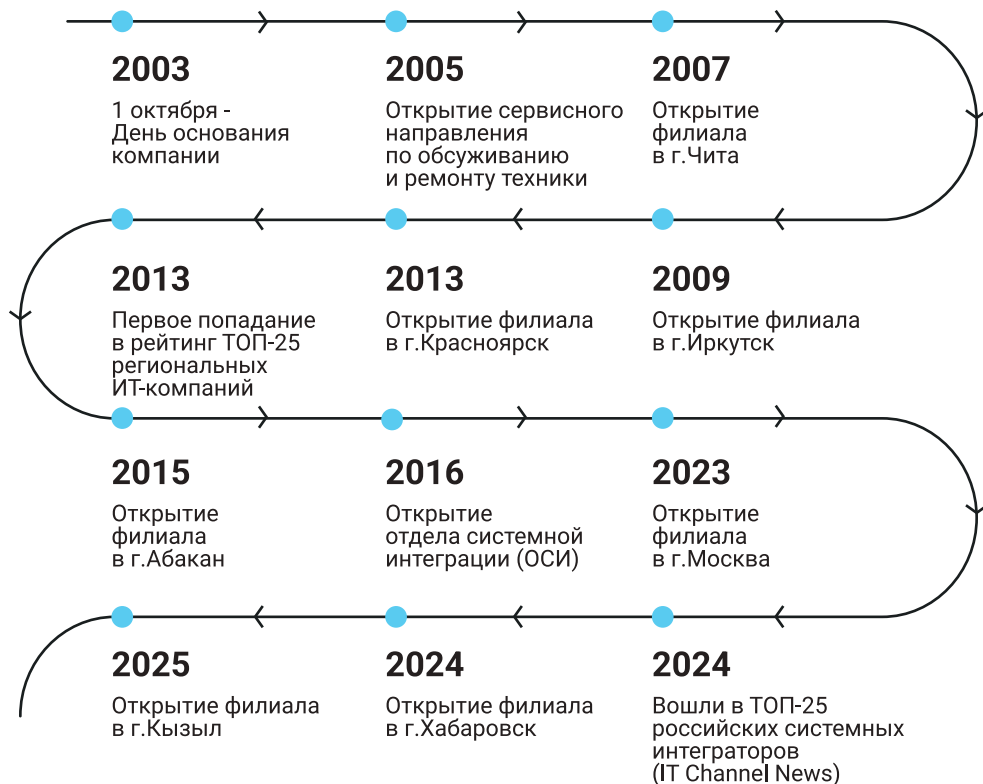 2003
1 октября -
День основания
компании
2005
Открытие сервисного
направления
по обсуживанию
и ремонту техники
2007
Открытие
филиала
в г.Чита
2009
Открытие филиала
в г.Иркутск
2013
Открытие филиала
в г.Красноярск
2013
Первое попадание
в рейтинг ТОП-25
региональных
ИТ-компаний
2015
Открытие
филиала
в г.Абакан
2016
Открытие
отдела системной
интеграции (ОСИ)
2023
Открытие
филиала
в г.Москва
2024
Вошли в ТОП-25
российских системных
интеграторов
(IT Channel News)
2024
Открытие филиала
в г.Хабаровск
2025
Открытие филиала
в г.Кызыл